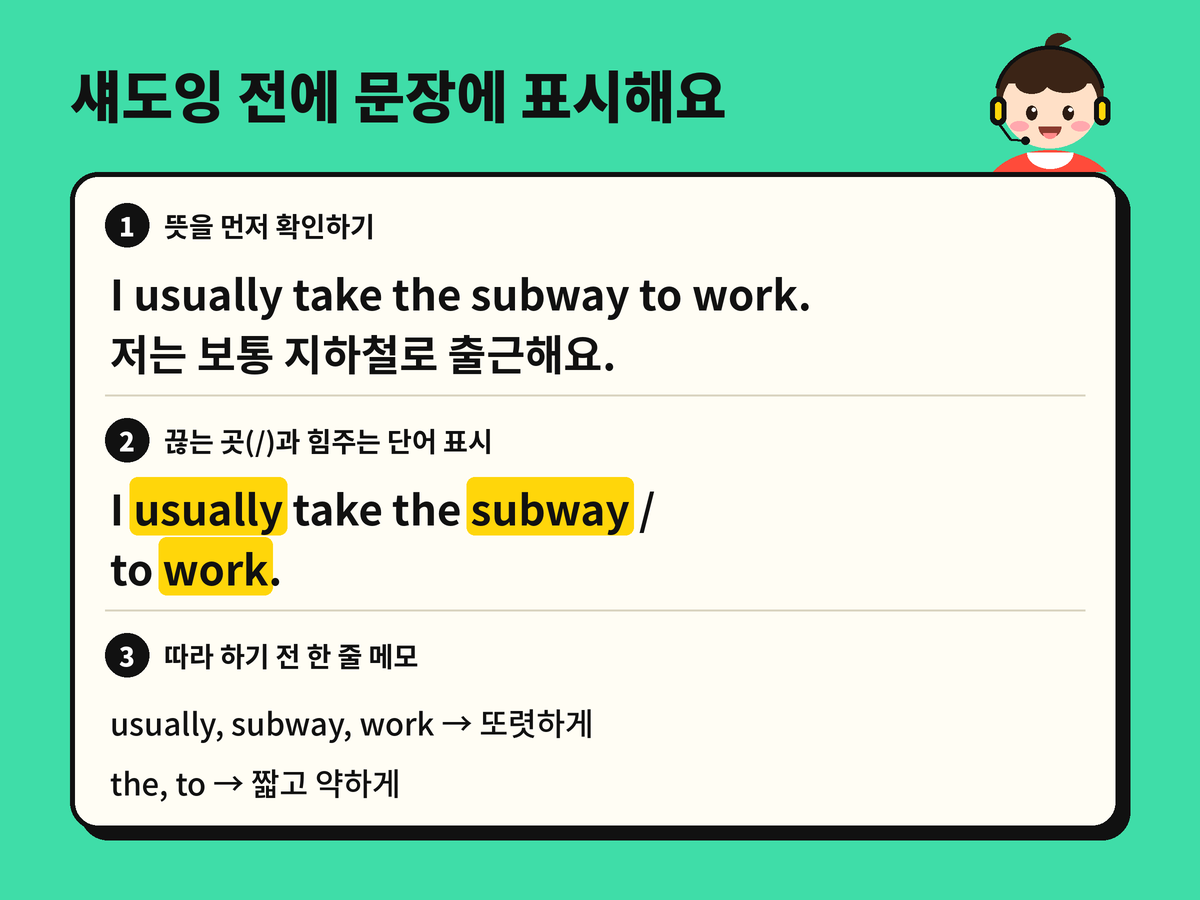 섀도잉 전에 문장에 표시해요
1 뜻을 먼저 확인하기
I usually take the subway to work.
저는 보통 지하철로 출근해요.
2 끊는 곳(/)과 힘주는 단어 표시
I usually take the subway /
to work.
3 따라 하기 전 한 줄 메모
usually, subway, work → 또렷하게
the, to → 짧고 약하게